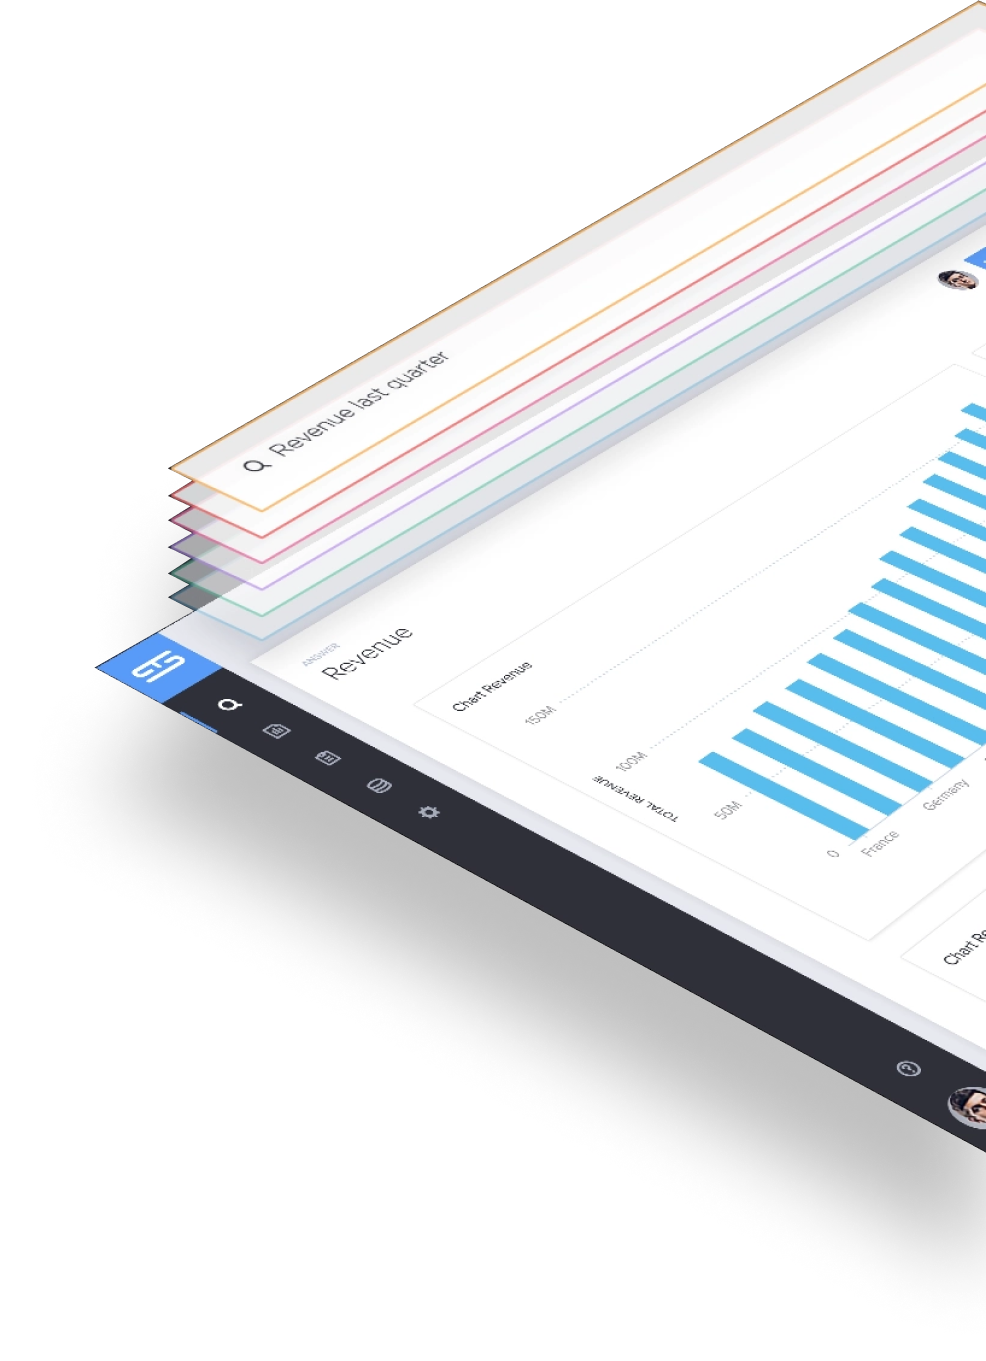 Revenue last quarter
ANSWER
Revenue
Chart Revenue
150M
100M
50M
0
TOTAL REVENUE
France
Germany
Chart Re